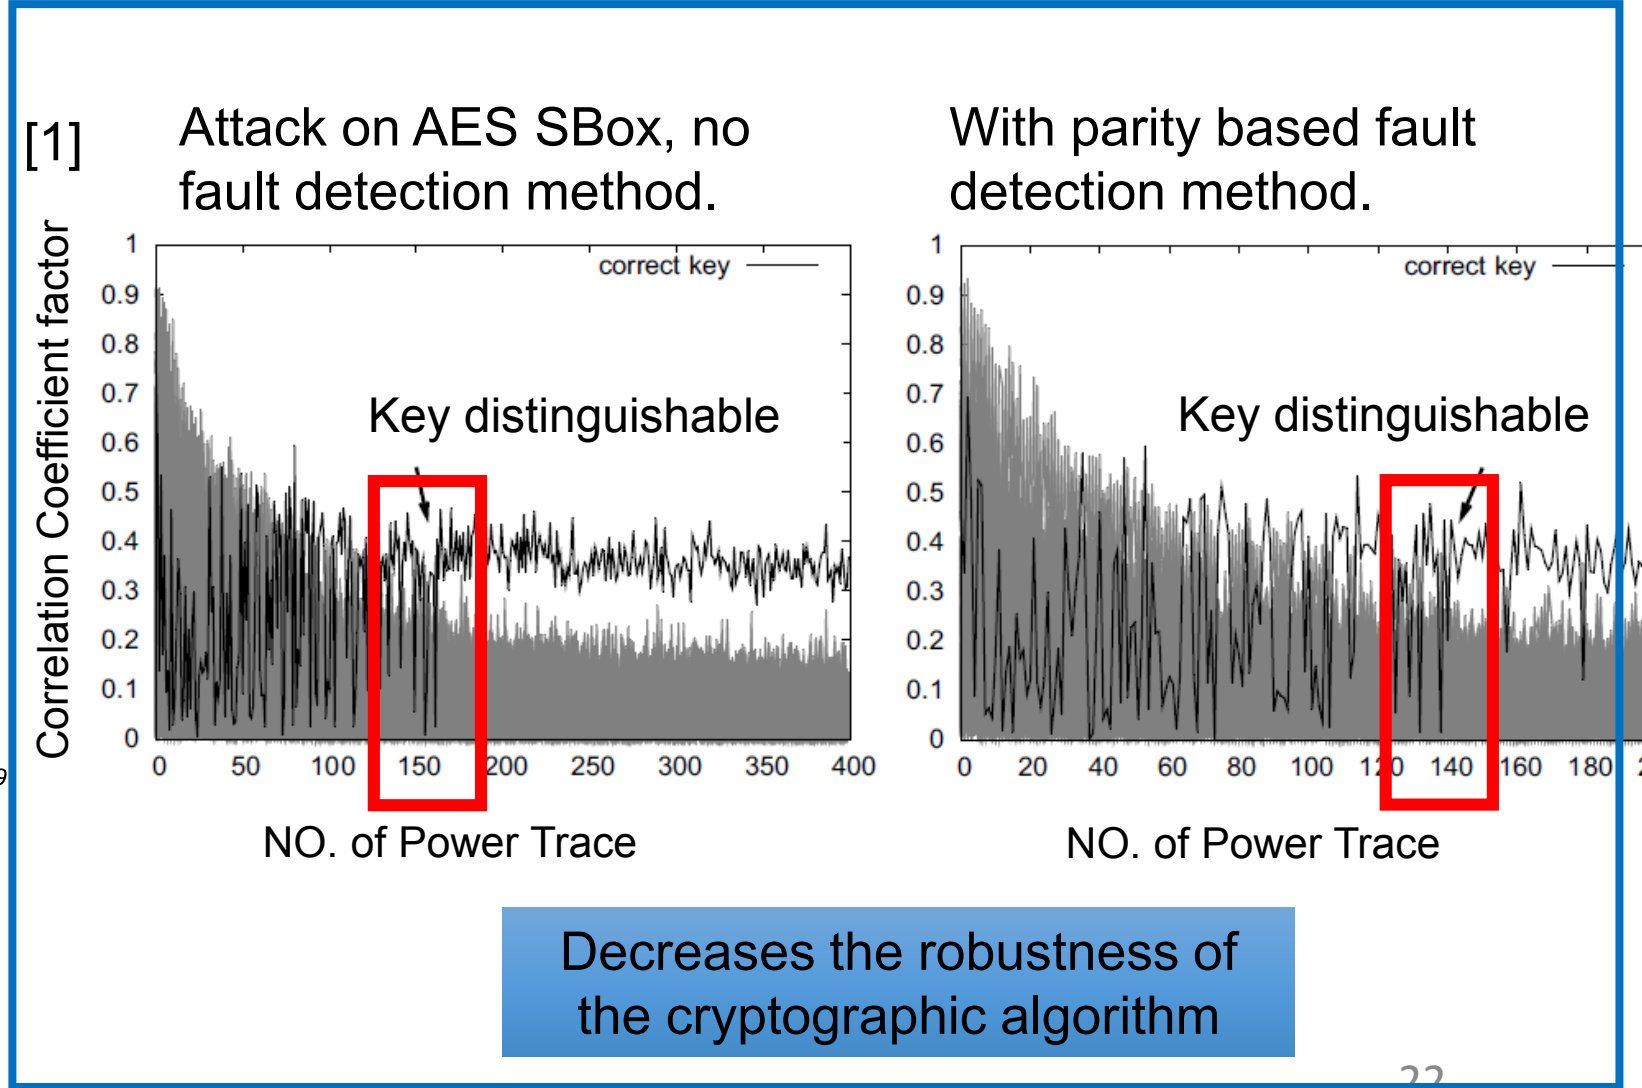 [1]
Attack on AES SBox, no
fault detection method.
With parity based fault
detection method.
Correlation Coefficient factor
1
0.9
0.8
0.7
0.6
0.5
0.4
0.3
0.2
0.1
0
correct key
Key distinguishable
0 50 100 150 200 250 300 350 400
NO. of Power Trace
1
0.9
0.8
0.7
0.6
0.5
0.4
0.3
0.2
0.1
0
correct key
Key distinguishable
0 20 40 60 80 100 120 140 160 180
NO. of Power Trace
Decreases the robustness of
the cryptographic algorithm
22